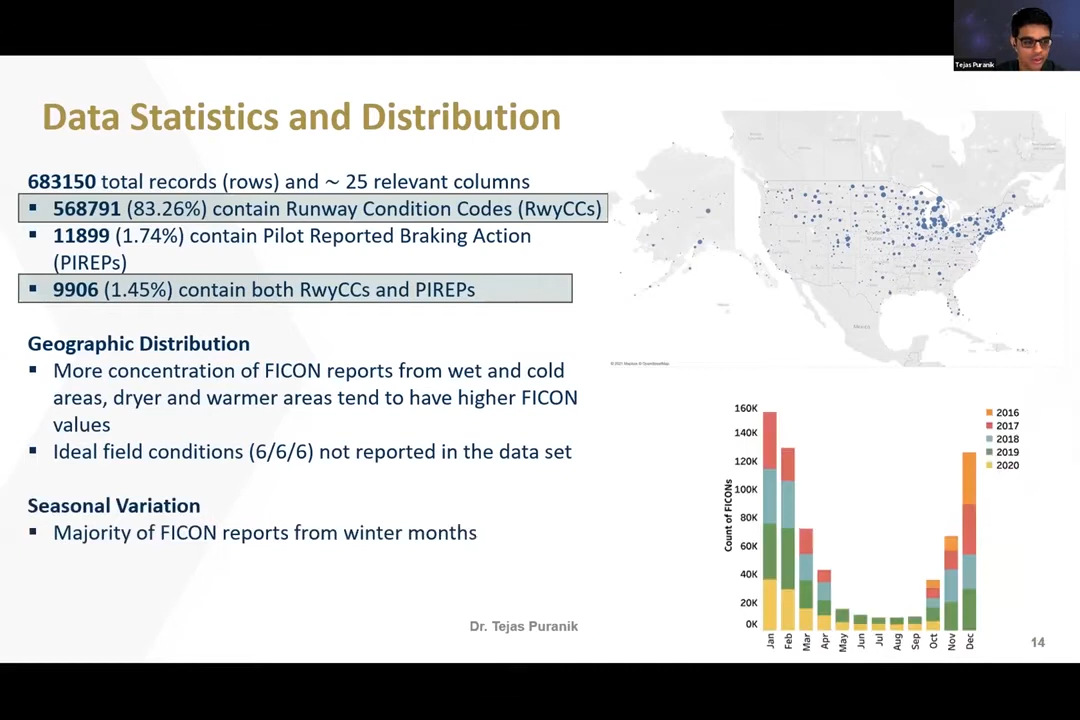 Tejas Puranik
Data Statistics and Distribution
683150 total records (rows) and ~ 25 relevant columns
▪ 568791 (83.26%) contain Runway Condition Codes (RwyCCs)
▪ 11899 (1.74%) contain Pilot Reported Braking Action
(PIREPs)
▪ 9906 (1.45%) contain both RwyCCs and PIREPs
Geographic Distribution
▪ More concentration of FICON reports from wet and cold
areas, dryer and warmer areas tend to have higher FICON
values
▪ Ideal field conditions (6/6/6) not reported in the data set
Seasonal Variation
▪ Majority of FICON reports from winter months
United
States
Mexico
160K
140K
120K
100K
80K
60K
40K
20K
0K
Count of FICONs
Jan
Feb
Mar
Apr
May
Jun
Jul
Aug
Sep
Oct
Nov
Dec
2016
2017
2018
2019
2020
Dr. Tejas Puranik
14